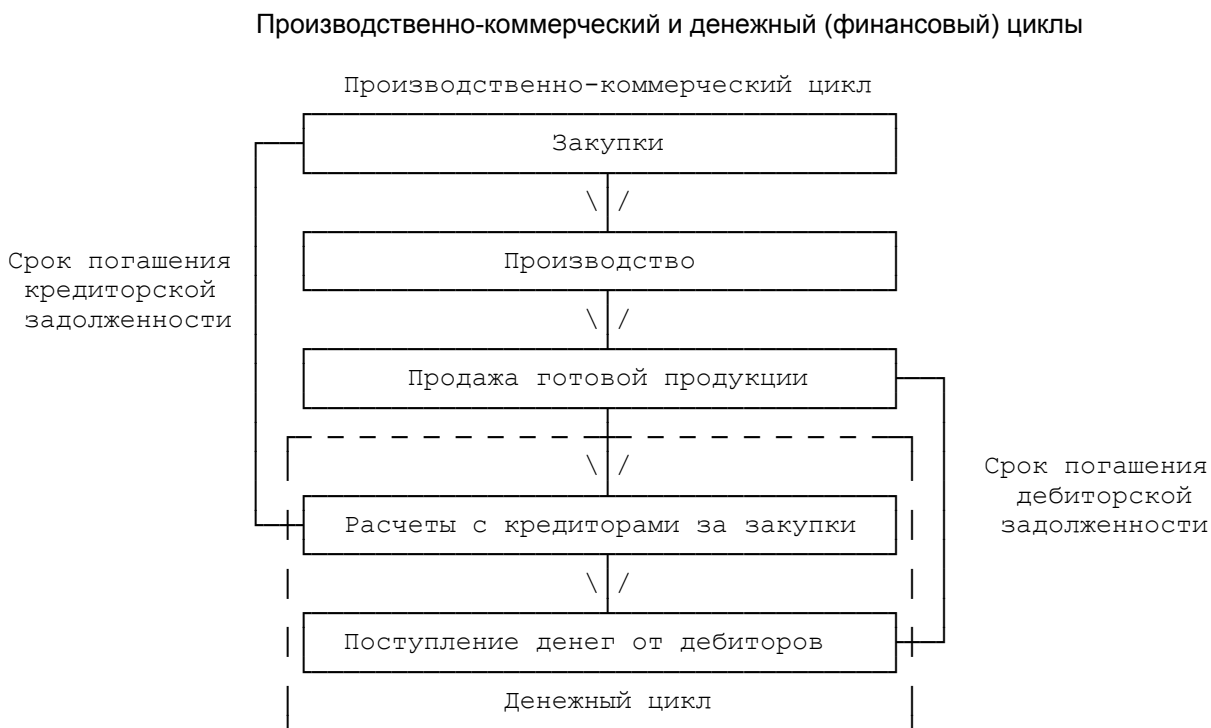 Производственно-коммерческий и денежный (финансовый) циклы
Производственно-коммерческий цикл
Закупки
Производство
Срок погашения
кредиторской
задолженности
Продажа готовой продукции
Срок погашения
дебиторской
задолженности
Расчеты с кредиторами за закупки
Поступление денег от дебиторов
Денежный цикл